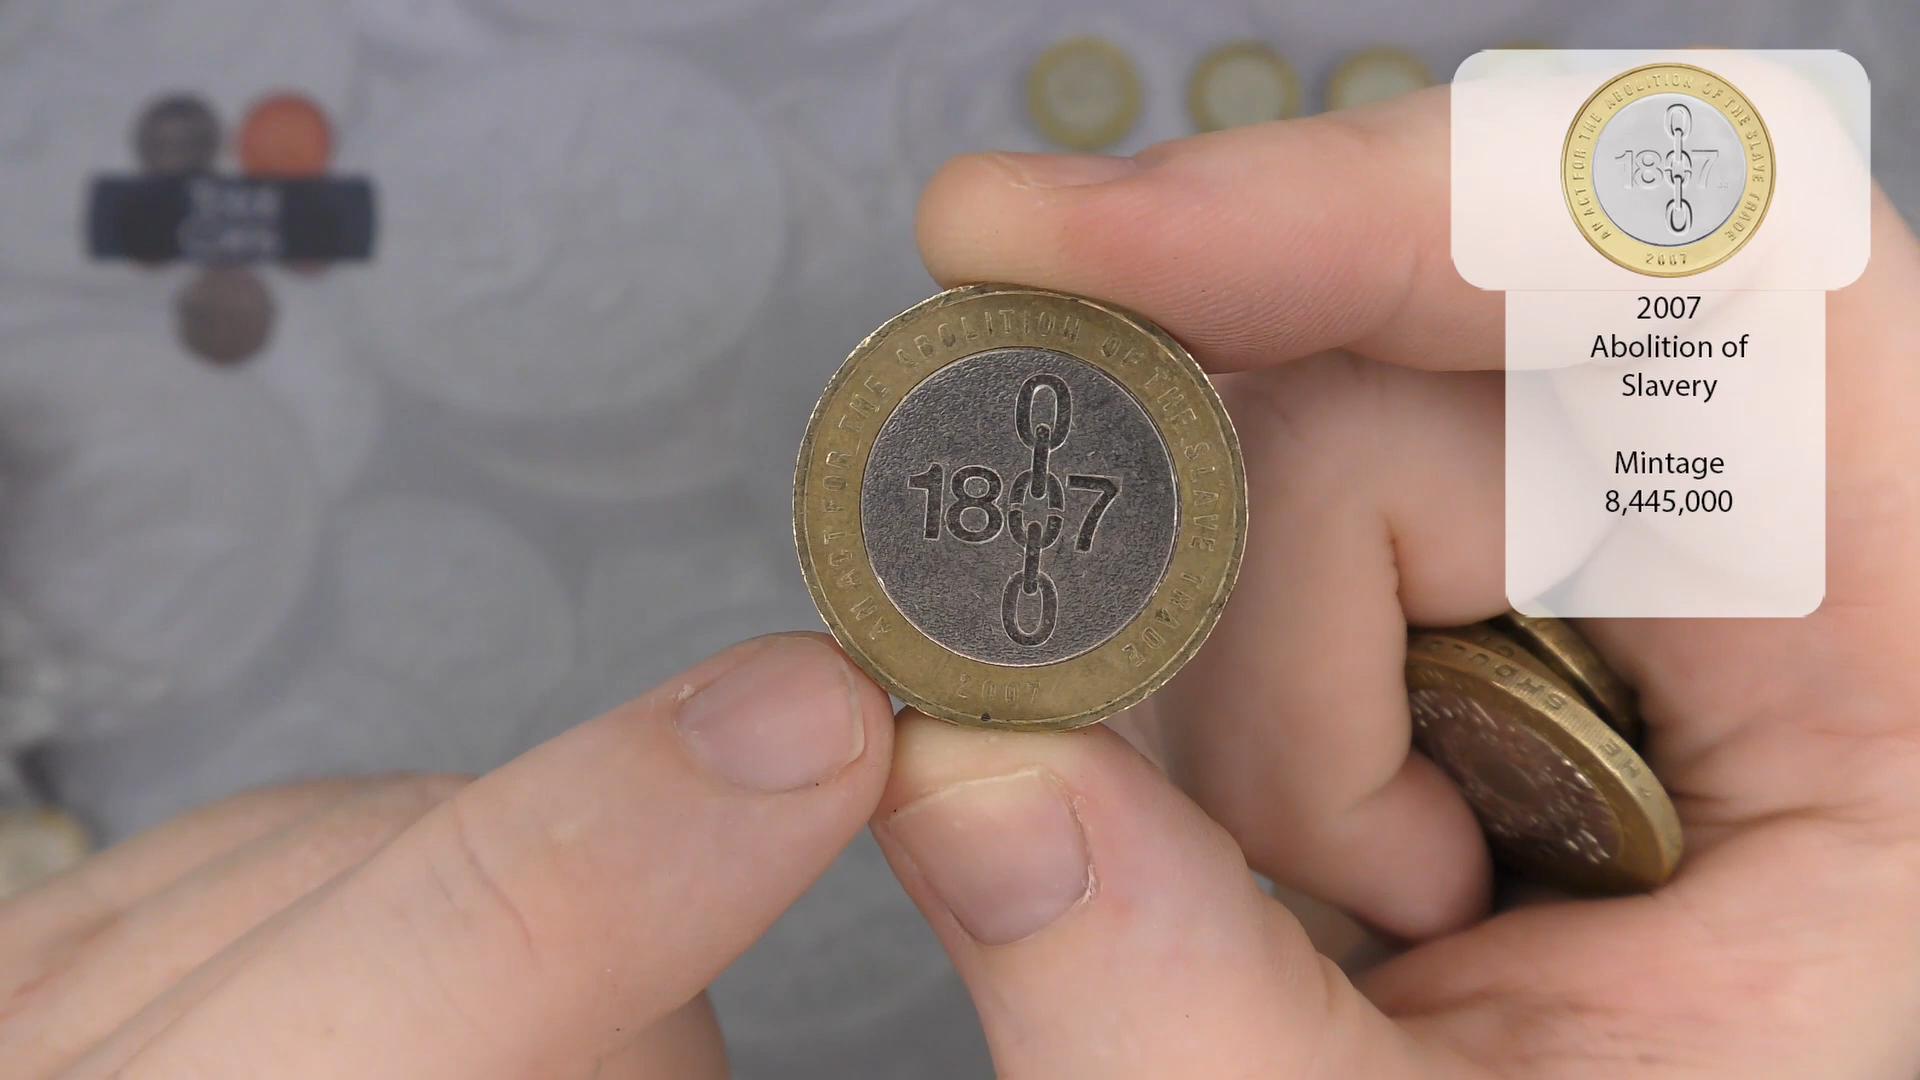 AN ACT FOR THE ABOLITION OF THE SLAVE TRADE
1807
2007
AN ACT FOR THE ABOLITION OF THE SLAVE TRADE
1807
2007
2007
Abolition of
Slavery
Mintage
8,445,000